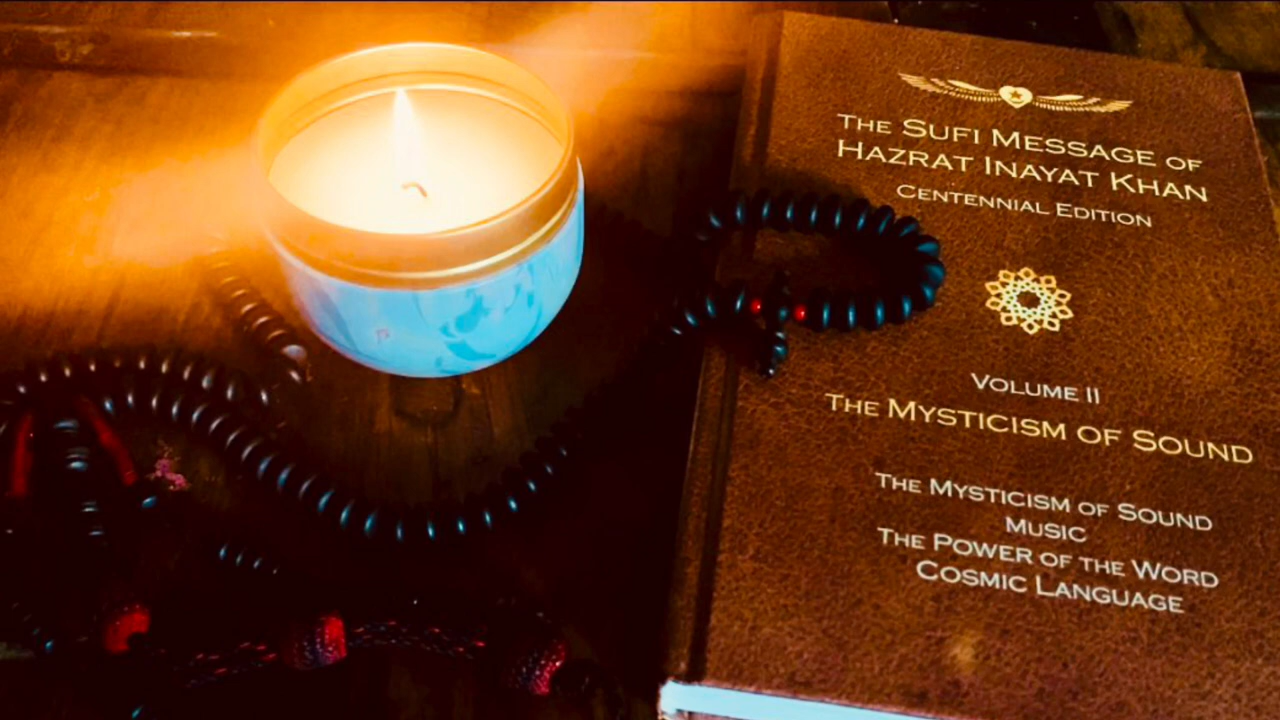 The Sufi Message of
Hazrat Inayat Khan
Centennial Edition
Volume II
The Mysticism of Sound
The Mysticism of Sound
Music
The Power of the Word
Cosmic Language